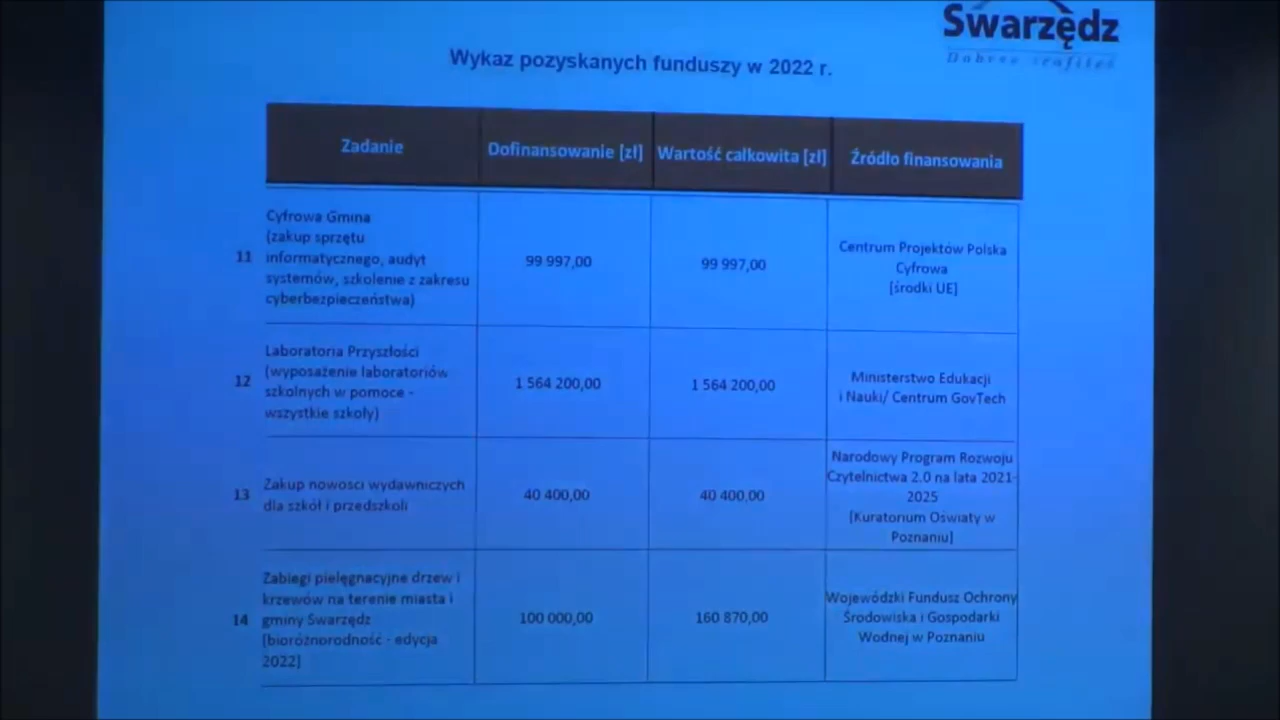 Swarzędz
Dobrze trafiłeś
Wykaz pozyskanych funduszy w 2022 r.
Zadanie
Dofinansowanie [zł]
Wartość całkowita [zł]
Źródło finansowania
11
Cyfrowa Gmina
(zakup sprzętu
informatycznego, audyt
systemów, szkolenie z zakresu
cyberbezpieczeństwa)
99 997,00
99 997,00
Centrum Projektów Polska
Cyfrowa
[środki UE]
12
Laboratoria Przyszłości
(wyposażenie laboratoriów
szkolnych w pomoce -
wszystkie szkoły)
1 564 200,00
1 564 200,00
Ministerstwo Edukacji
i Nauki/ Centrum GovTech
13
Zakup nowości wydawniczych
dla szkół i przedszkoli
40 400,00
40 400,00
Narodowy Program Rozwoju
Czytelnictwa 2.0 na lata 2021-
2025
[Kuratorium Oświaty w
Poznaniu]
14
Zabiegi pielęgnacyjne drzew i
krzewów na terenie miasta i
gminy Swarzędz
[bioróżnorodność - edycja
2022]
100 000,00
160 870,00
Wojewódzki Fundusz Ochrony
Środowiska i Gospodarki
Wodnej w Poznaniu